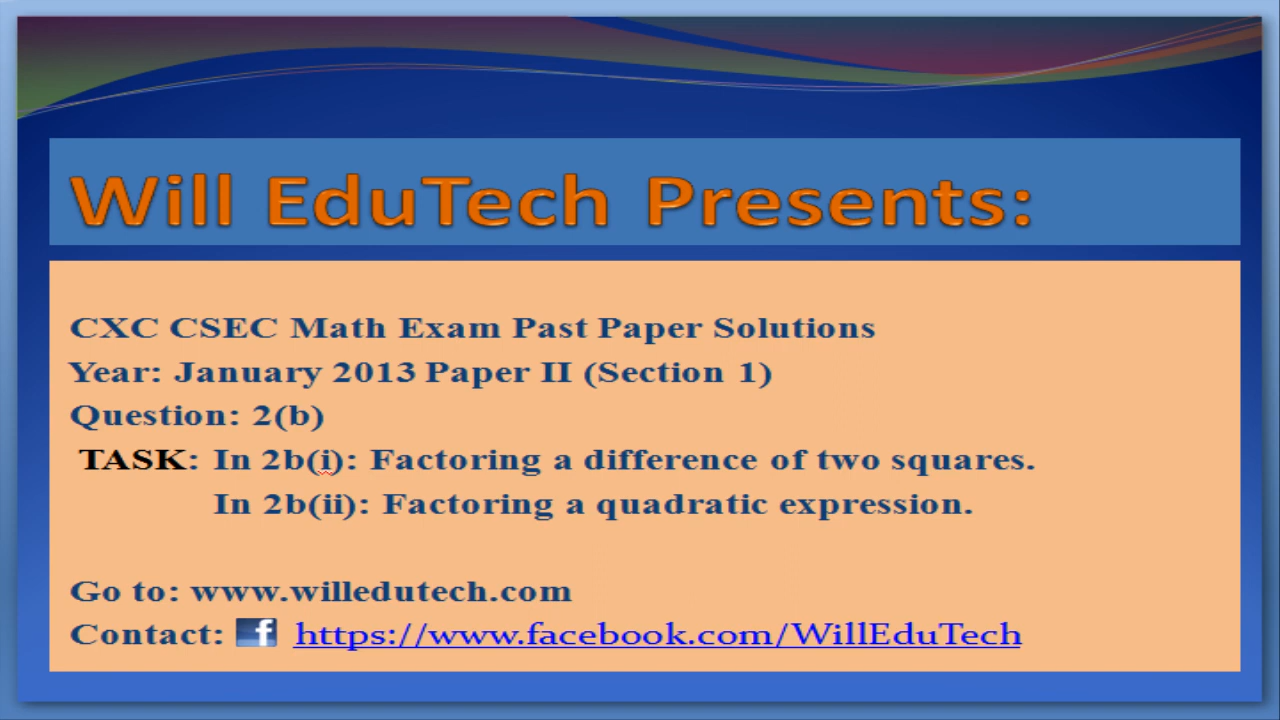 Will EduTech Presents:
CXC CSEC Math Exam Past Paper Solutions
Year: January 2013 Paper II (Section 1)
Question: 2(b)
TASK: In 2b(i): Factoring a difference of two squares.
In 2b(ii): Factoring a quadratic expression.
Go to: www.willedutech.com
Contact: f https://www.facebook.com/WillEduTech